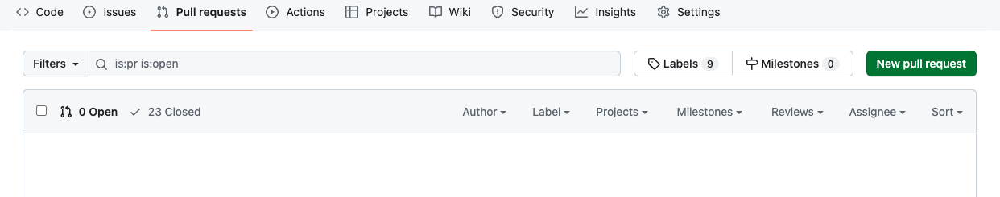 Code Issues Pull requests Actions Projects Wiki Security Insights Settings
Filters is:pr is:open Labels 9 Milestones 0 New pull request
0 Open 23 Closed Author Label Projects Milestones Reviews Assignee Sort